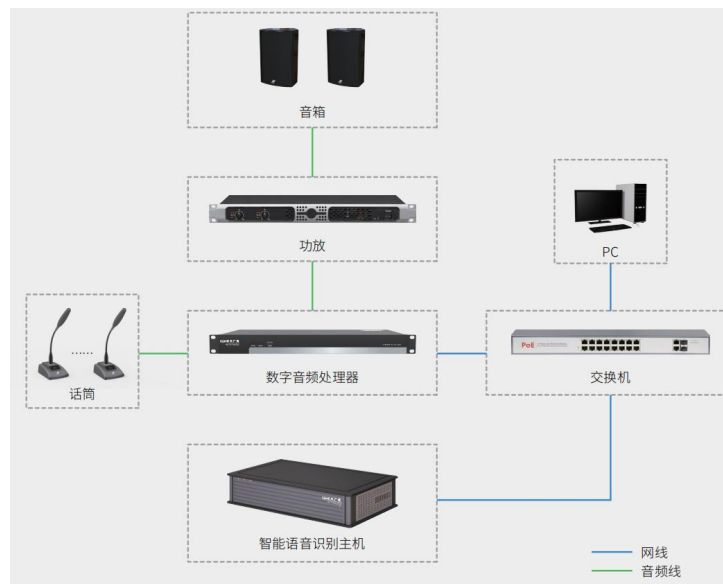 音箱
功放
PC
话筒
......
数字音频处理器
PoE
交换机
智能语音识别主机
网线
音频线